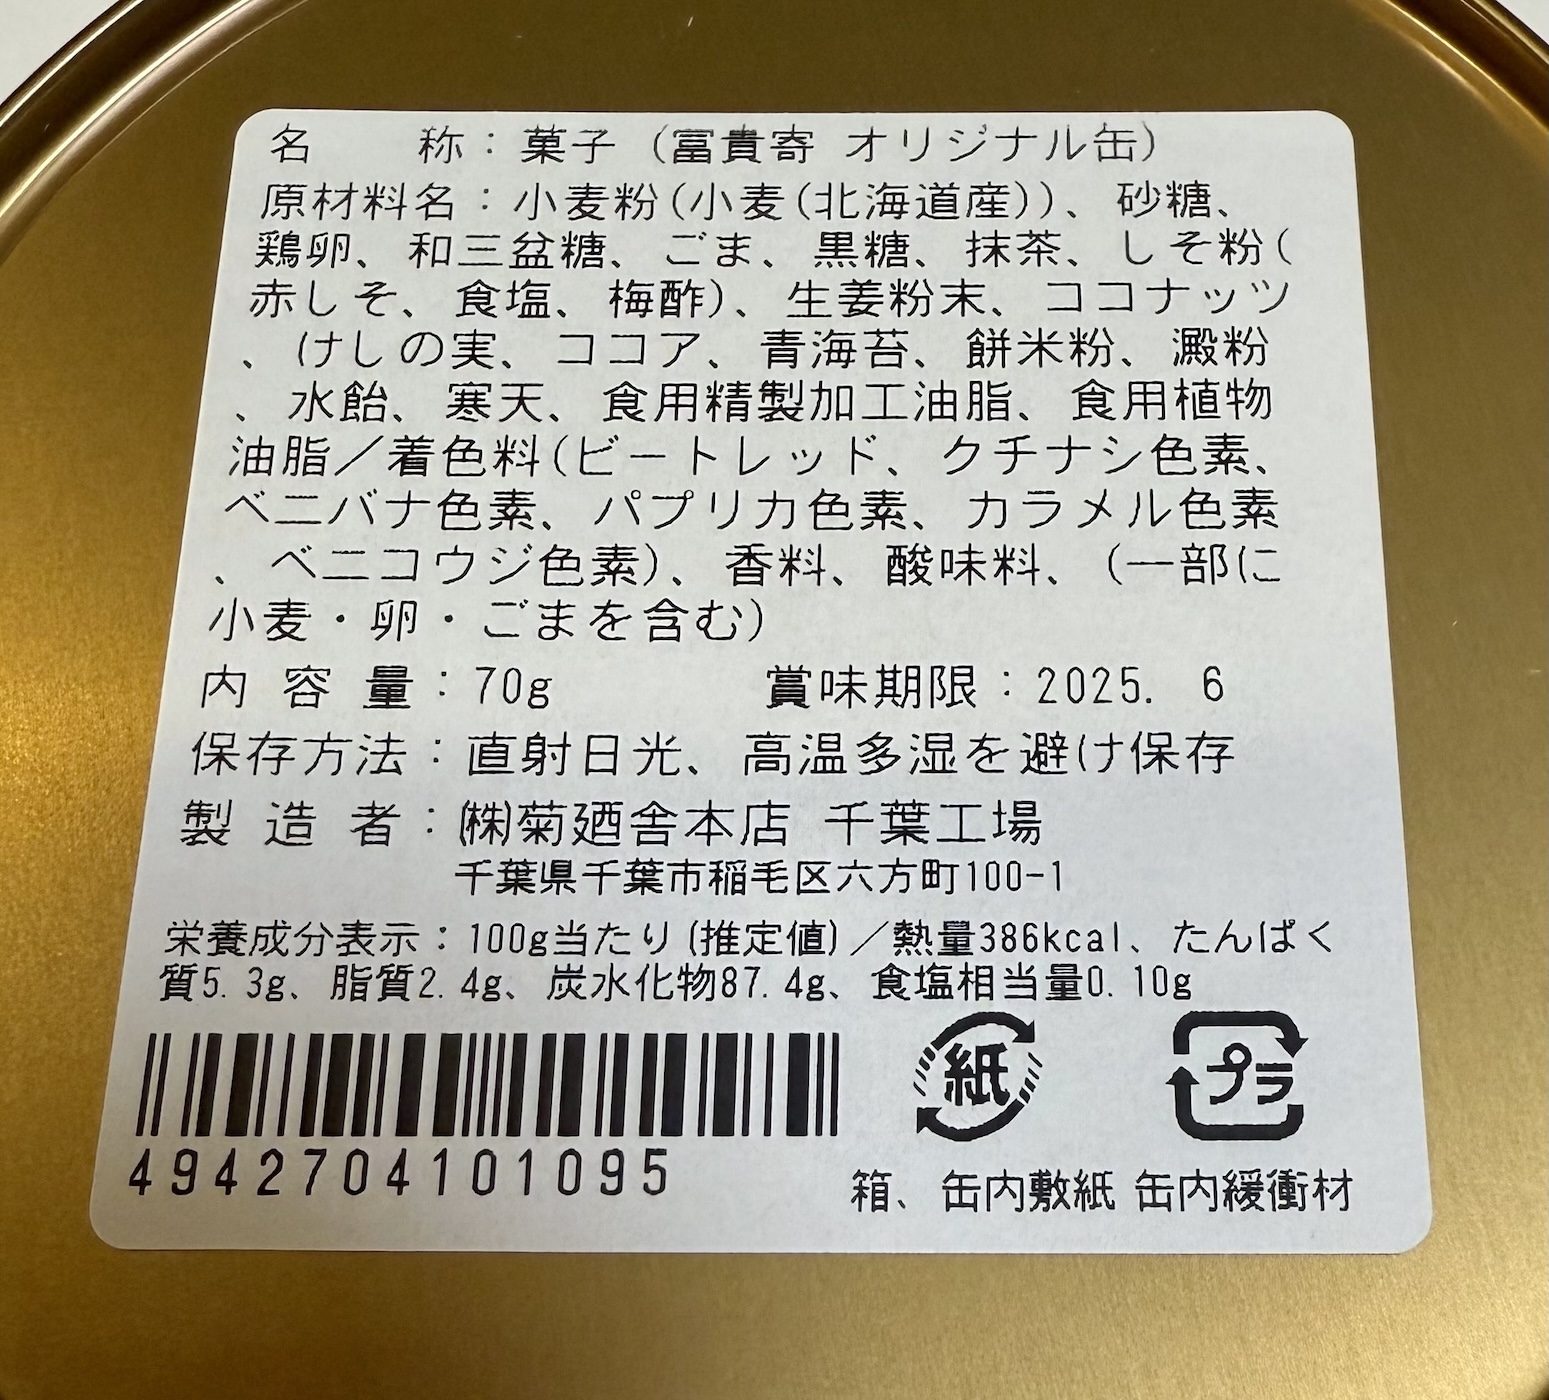 名　　称：菓子（冨貴寄 オリジナル缶）
原材料名：小麦粉(小麦(北海道産))、砂糖、
鶏卵、和三盆糖、ごま、黒糖、抹茶、しそ粉(
赤しそ、食塩、梅酢)、生姜粉末、ココナッツ
、けしの実、ココア、青海苔、餅米粉、澱粉
、水飴、寒天、食用精製加工油脂、食用植物
油脂／着色料(ビートレッド、クチナシ色素、
ベニバナ色素、パプリカ色素、カラメル色素
、ベニコウジ色素)、香料、酸味料、(一部に
小麦・卵・ごまを含む)
内 容 量：70g　　賞味期限：2025. 6
保存方法：直射日光、高温多湿を避け保存
製 造 者：㈱菊廼舎本店 千葉工場
千葉県千葉市稲毛区六方町100-1
栄養成分表示：100g当たり(推定値)／熱量386kcal、たんぱく
質5.3g、脂質2.4g、炭水化物87.4g、食塩相当量0.10g
紙 プラ
4942704101095
箱、缶内敷紙 缶内緩衝材